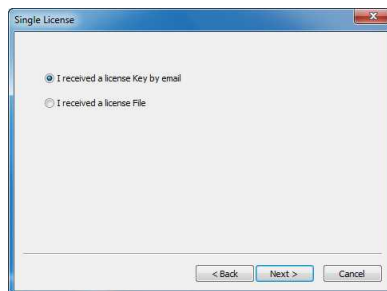 Single License
I received a license Key by email
I received a license File
< Back Next > Cancel